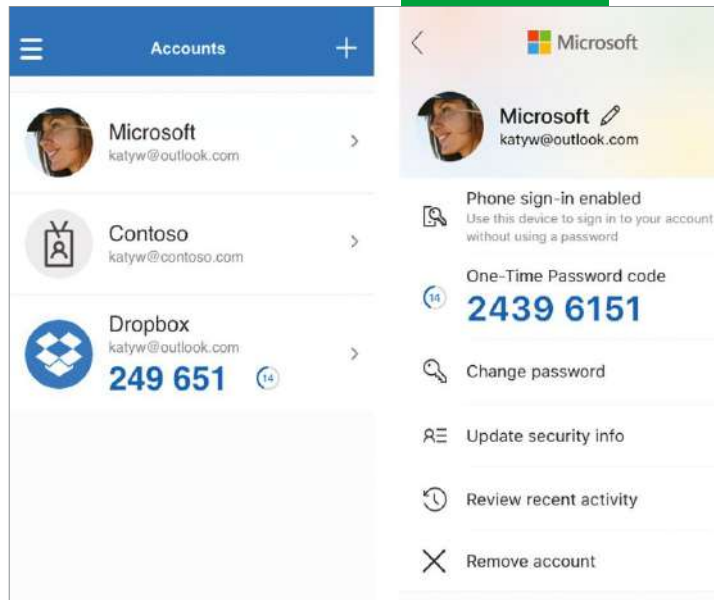 Accounts
Microsoft
katyw@outlook.com
Contoso
katyw@contoso.com
Dropbox
katyw@outlook.com
249 651 14
Microsoft
Microsoft
katyw@outlook.com
Phone sign-in enabled
Use this device to sign in to your account
without using a password
One-Time Password code
14 2439 6151
Change password
Update security info
Review recent activity
Remove account